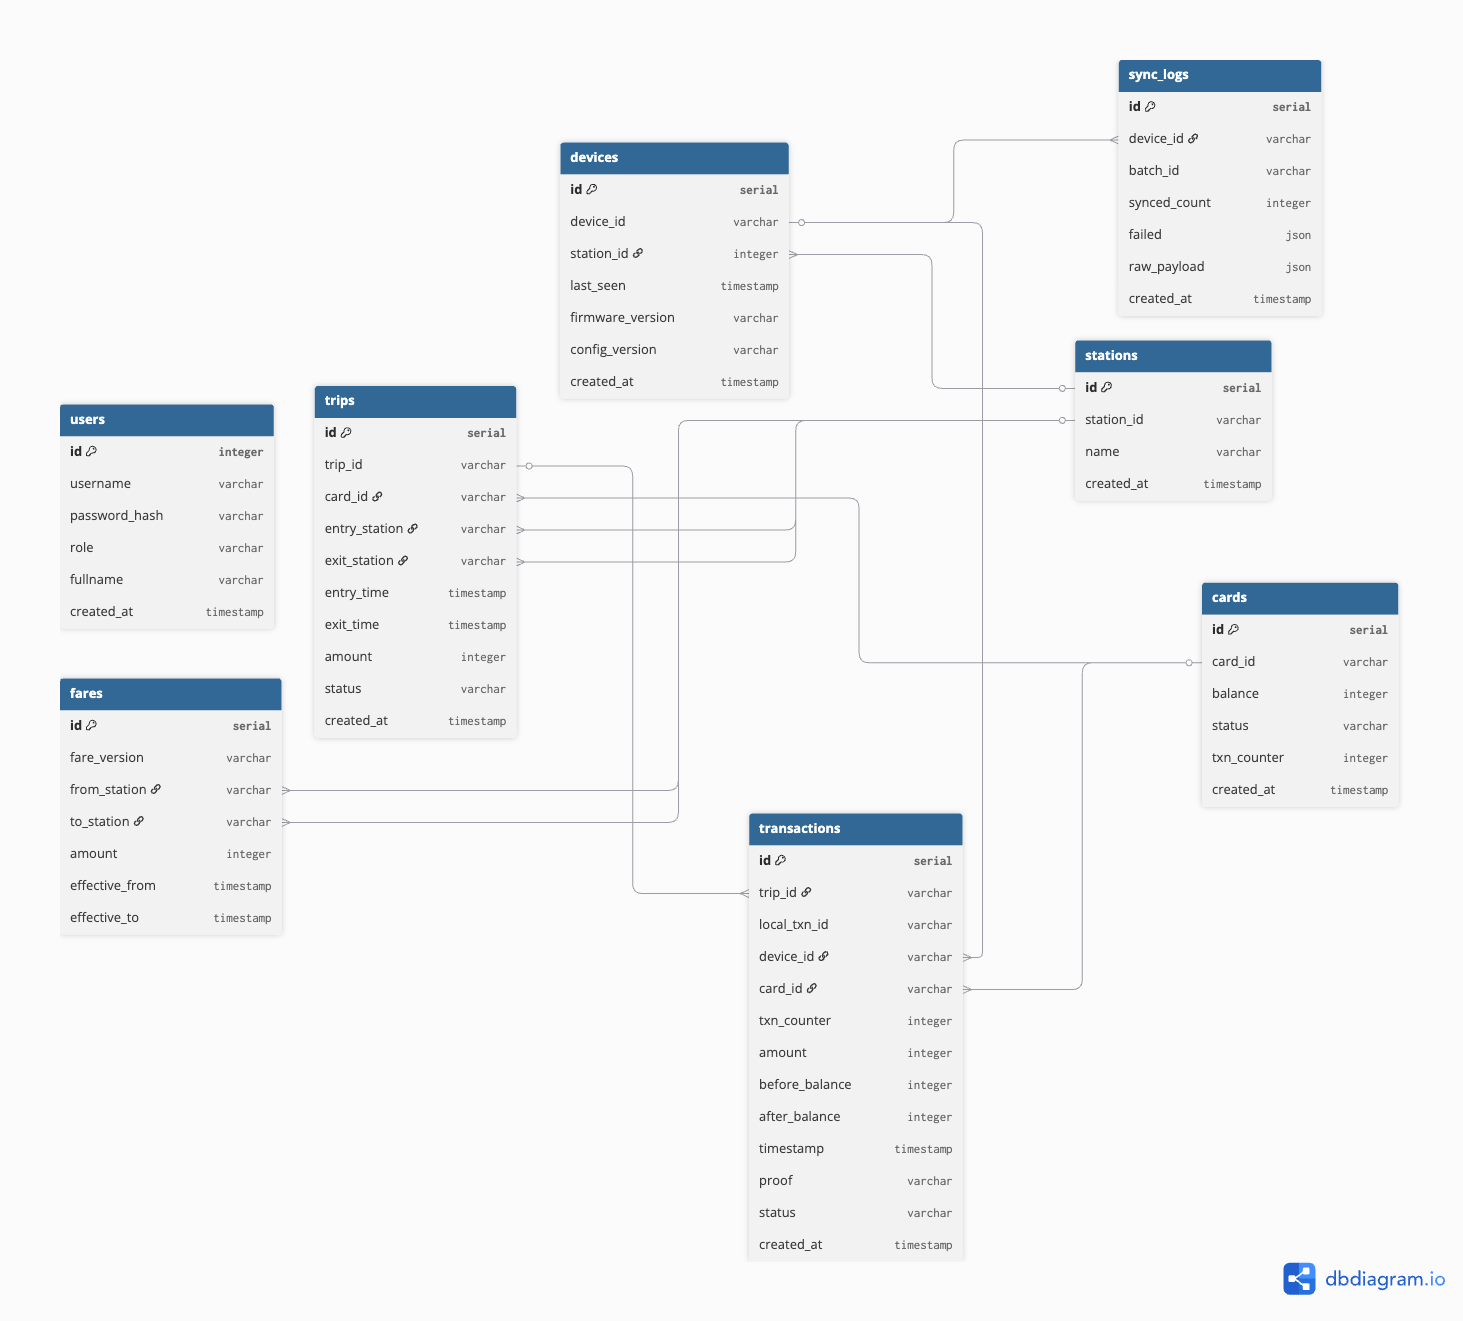 sync_logs
id serial
device_id varchar
batch_id varchar
synced_count integer
failed json
raw_payload json
created_at timestamp
devices
id serial
device_id varchar
station_id integer
last_seen timestamp
firmware_version varchar
config_version varchar
created_at timestamp
stations
id serial
station_id varchar
name varchar
created_at timestamp
trips
id serial
trip_id varchar
card_id varchar
entry_station varchar
exit_station varchar
entry_time timestamp
exit_time timestamp
amount integer
status varchar
created_at timestamp
users
id integer
username varchar
password_hash varchar
role varchar
fullname varchar
created_at timestamp
cards
id serial
card_id varchar
balance integer
status varchar
txn_counter integer
created_at timestamp
fares
id serial
fare_version varchar
from_station varchar
to_station varchar
amount integer
effective_from timestamp
effective_to timestamp
transactions
id serial
trip_id varchar
local_txn_id varchar
device_id varchar
card_id varchar
txn_counter integer
amount integer
before_balance integer
after_balance integer
timestamp timestamp
proof varchar
status varchar
created_at timestamp
dbdiagram.io